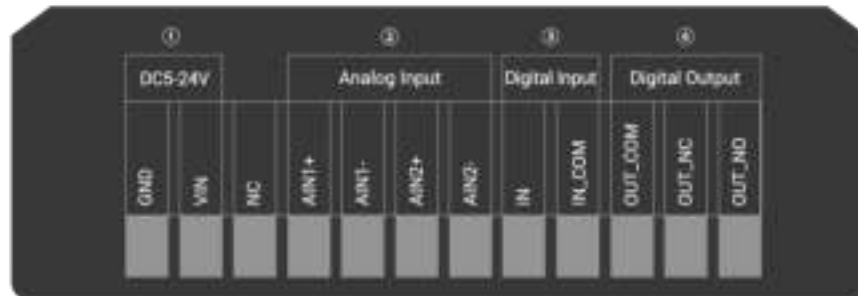 ① ② ③ ④
DC5-24V Analog Input Digital Input Digital Output
GND VIN NC AIN1+ AIN1- AIN2+ AIN2- IN IN_COM OUT_COM OUT_NC OUT_NO